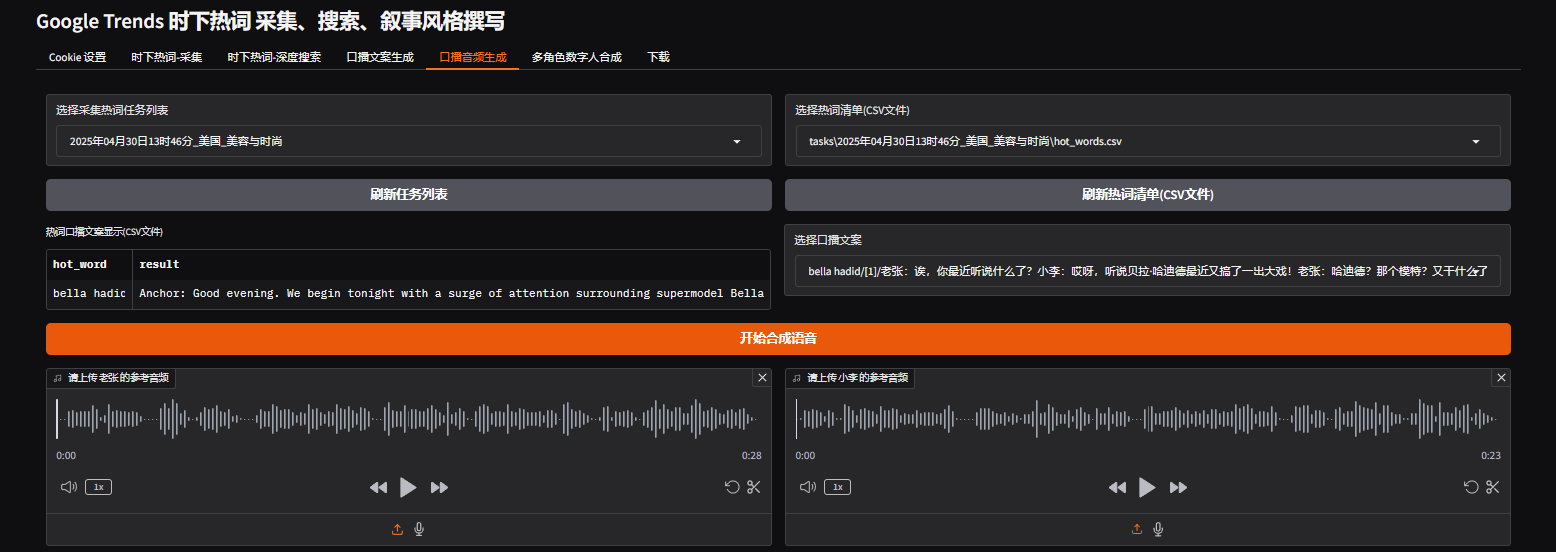 Google Trends 时下热词 采集、搜索、叙事风格撰写
Cookie 设置 时下热词-采集 时下热词-深度搜索 口播文案生成 口播音频生成 多角色数字人合成 下载
选择采集热词任务列表
2025年04月30日13时46分_美国_美容与时尚
选择热词清单(CSV文件)
tasks\2025年04月30日13时46分_美国_美容与时尚\hot_words.csv
刷新任务列表
刷新热词清单(CSV文件)
热词口播文案显示(CSV文件)
hot_word result
bella hadic Anchor: Good evening. We begin tonight with a surge of attention surrounding supermodel Bella
选择口播文案
bella hadid/[1]/老张：诶，你最近听说什么了？小李：哎呀，听说贝拉·哈迪德最近又搞了一出大戏！老张：哈迪德？那个模特？又干什么了
开始合成语音
请上传 老张 的参考音频
0:00 0:28
1x
请上传 小李 的参考音频
0:00 0:23
1x